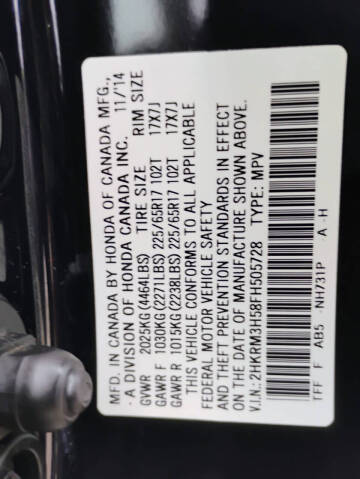 MFD. IN CANADA BY HONDA OF CANADA MFG.,
- A DIVISION OF HONDA CANADA INC. 11/'14
GVWR 2025KG (4464LBS) TIRE SIZE RIM SIZE
GAWR F 1030KG (2271LBS) 225/65R17 102T 17X7J
GAWR R 1015KG (2238LBS) 225/65R17 102T 17X7J
THIS VEHICLE CONFORMS TO ALL APPLICABLE
FEDERAL MOTOR VEHICLE SAFETY
AND THEFT PREVENTION STANDARDS IN EFFECT
ON THE DATE OF MANUFACTURE SHOWN ABOVE.
V.I.N.: 2HKRM3H58FH505728 TYPE: MPV
TFF F AB5 NH731P A -H